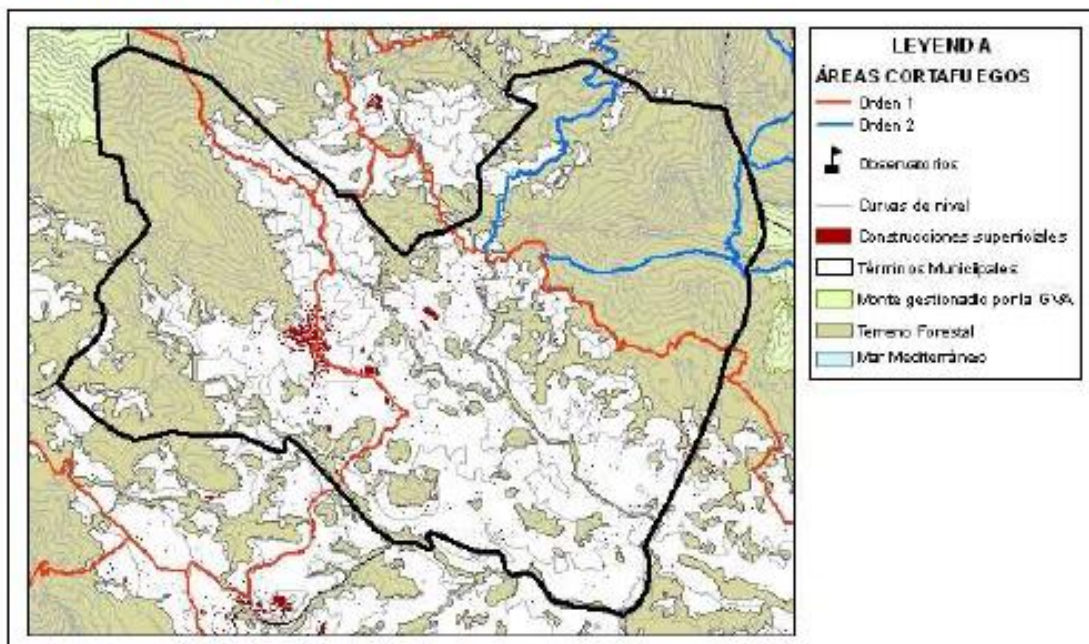 LEYENDA
ÁREAS CORTAFUEGOS
Orden 1
Orden 2
Observatorios
Curvas de nivel
Construcciones superficiales
Términos Municipales
Monte gestionado por la GVA
Terreno Forestal
Mar Mediterráneo